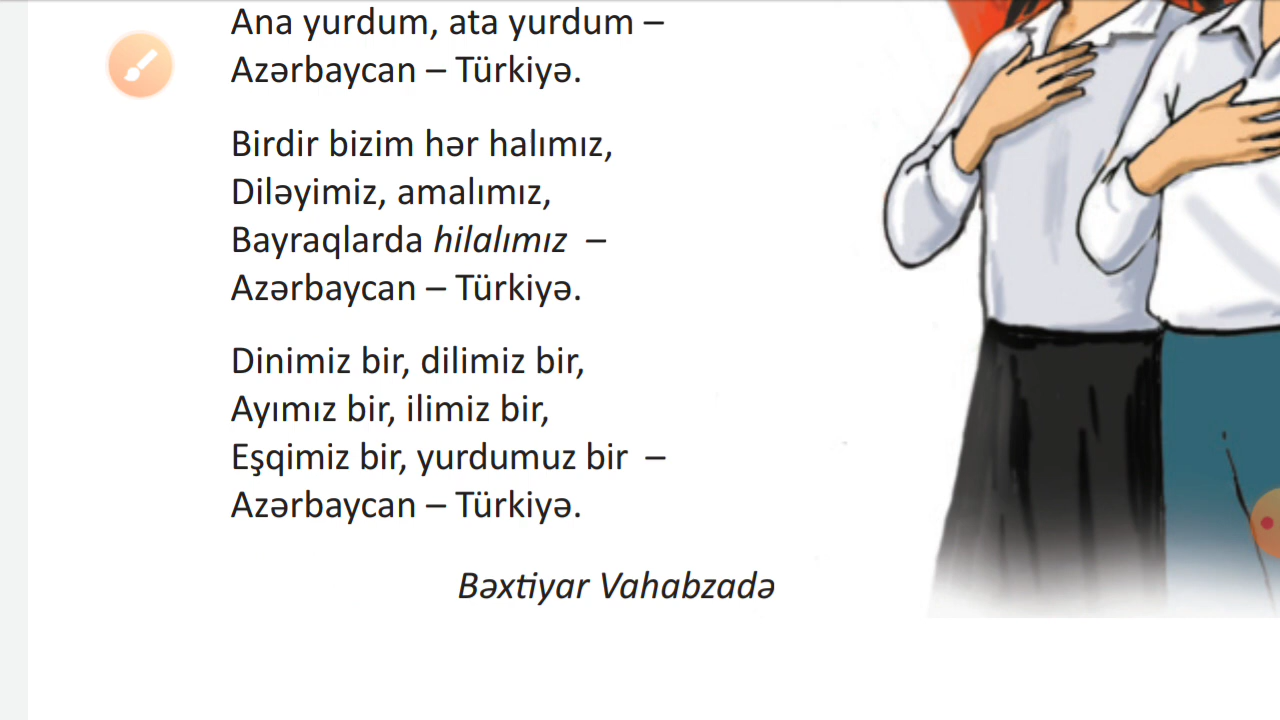 Ana yurdum, ata yurdum –
Azərbaycan – Türkiyə.
Birdir bizim hər halımız,
Diləyimiz, amalımız,
Bayraqlarda hilalımız –
Azərbaycan – Türkiyə.
Dinimiz bir, dilimiz bir,
Ayımız bir, ilimiz bir,
Eşqimiz bir, yurdumuz bir –
Azərbaycan – Türkiyə.
Bəxtiyar Vahabzadə